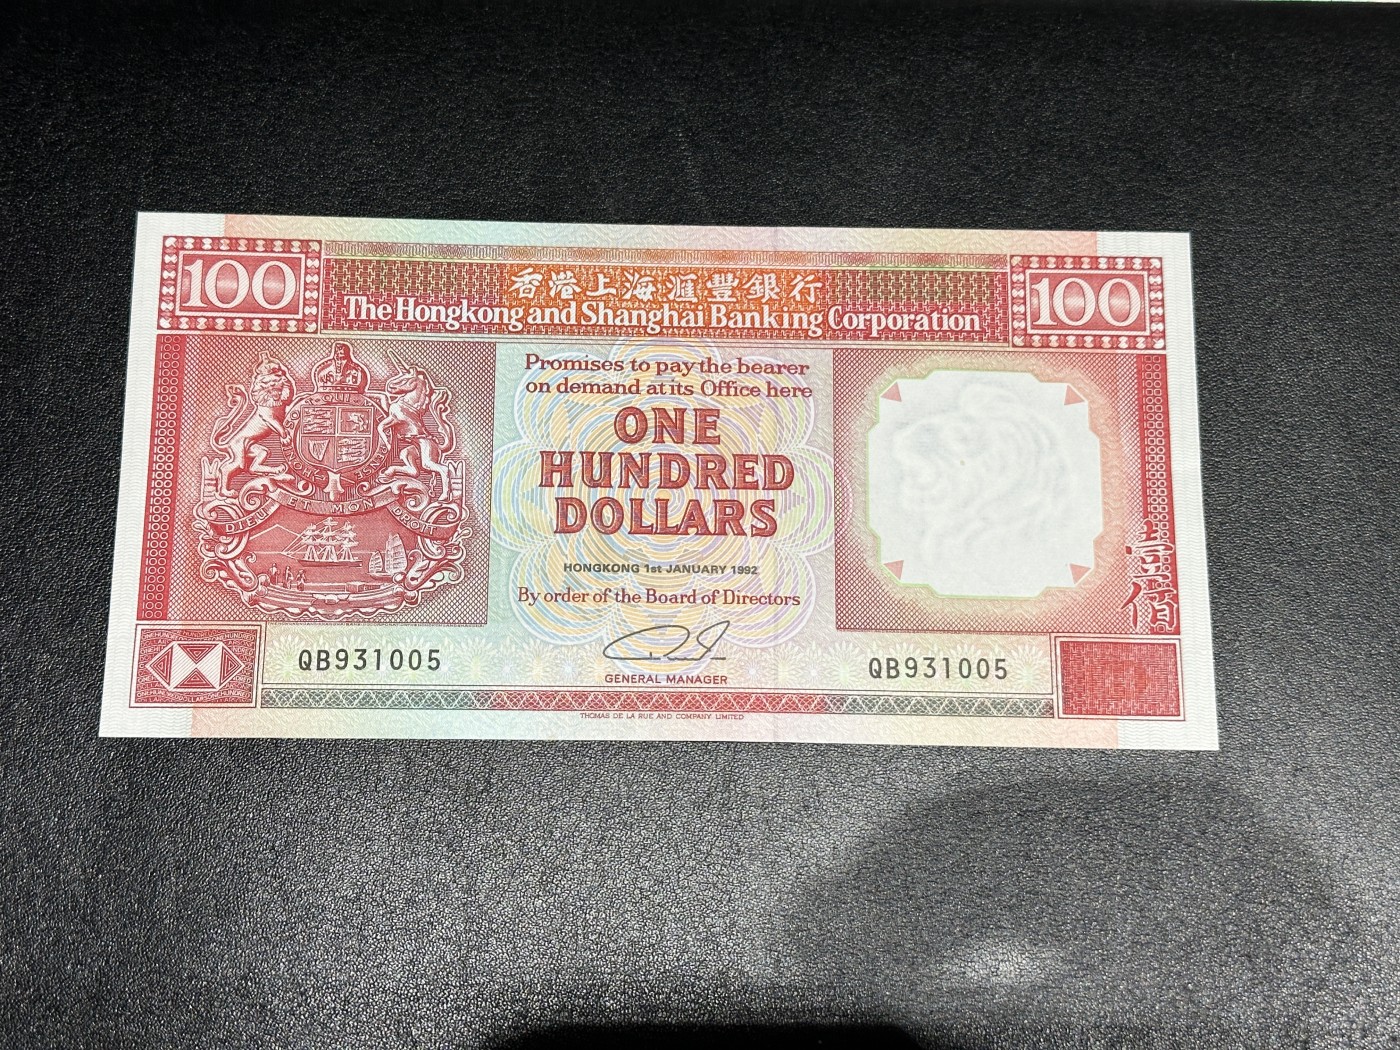 100
香港上海滙豐銀行
100
The Hongkong and Shanghai Banking Corporation
Promises to pay the bearer
on demand at its Office here
ONE
HUNDRED
DOLLARS
HONGKONG 1st JANUARY 1992
By order of the Board of Directors
DIEU ET MON DROIT
QB931005
GENERAL MANAGER
QB931005
THOMAS DE LA RUE AND COMPANY LIMITED